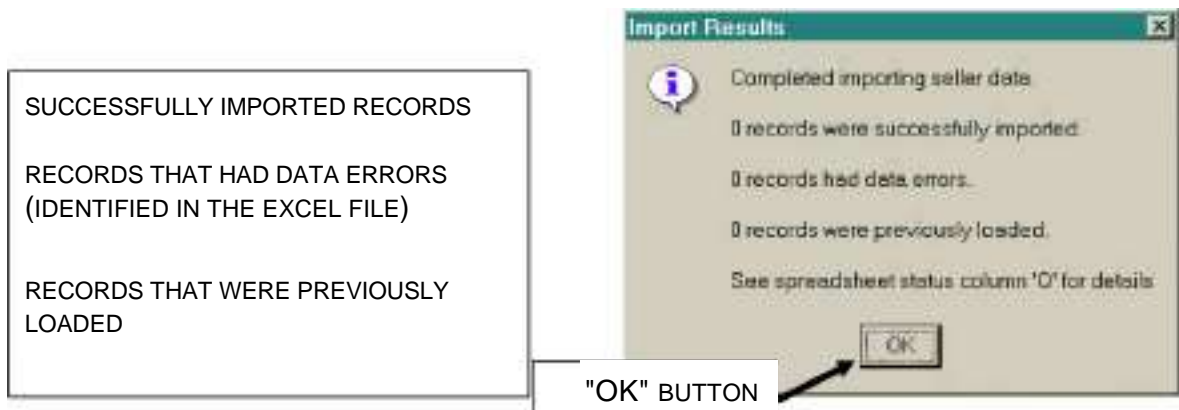 Import Results
SUCCESSFULLY IMPORTED RECORDS
RECORDS THAT HAD DATA ERRORS
(IDENTIFIED IN THE EXCEL FILE)
RECORDS THAT WERE PREVIOUSLY
LOADED
Completed importing seller data
0 records were successfully imported.
0 records had data errors.
0 records were previously loaded.
See spreadsheet status column 'O' for details
OK
"OK" BUTTON